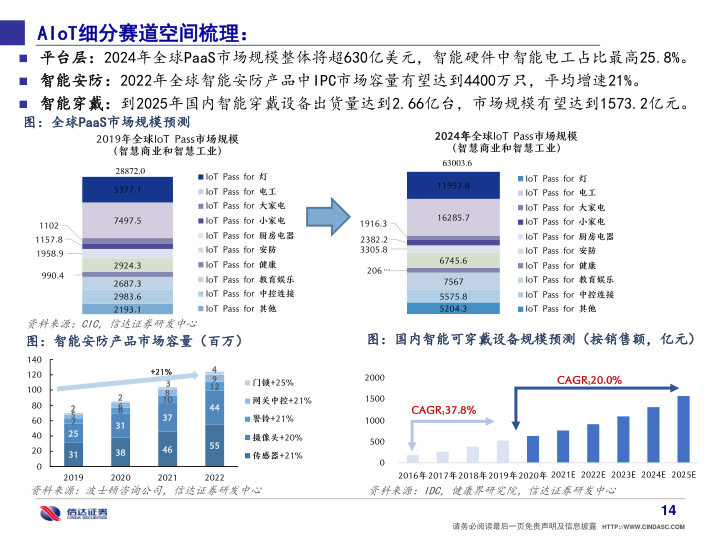 AIoT细分赛道空间梳理：
平台层：2024年全球PaaS市场规模整体将超630亿美元，智能硬件中智能电工占比最高25.8%。
智能安防：2022年全球智能安防产品中IPC市场容量有望达到4400万只，平均增速21%。
智能穿戴：到2025年国内智能穿戴设备出货量达到2.66亿台，市场规模有望达到1573.2亿元。
图：全球PaaS市场规模预测
2019年全球IoT Pass市场规模
（智慧商业和智慧工业）
28872.0
5377.1
7497.5
1102
1157.8
1958.9
2924.3
990.4
2687.3
2983.6
2193.1
IoT Pass for 灯
IoT Pass for 电工
IoT Pass for 大家电
IoT Pass for 小家电
IoT Pass for 厨房电器
IoT Pass for 安防
IoT Pass for 健康
IoT Pass for 教育娱乐
IoT Pass for 中控连接
IoT Pass for 其他
2024年全球IoT Pass市场规模
（智慧商业和智慧工业）
63003.6
11957.8
16285.7
1916.3
2382.2
3305.8
6745.6
206…
7567
5575.8
5204.3
IoT Pass for 灯
IoT Pass for 电工
IoT Pass for 大家电
IoT Pass for 小家电
IoT Pass for 厨房电器
IoT Pass for 安防
IoT Pass for 健康
IoT Pass for 教育娱乐
IoT Pass for 中控连接
IoT Pass for 其他
资料来源：CIC，信达证券研发中心
图：智能安防产品市场容量（百万）
140
120
100
80
60
40
20
0
+21%
2
5
7
25
31
2
6
8
31
38
3
8
10
37
46
4
9
12
44
55
2019 2020 2021 2022
门锁+25%
网关中控+21%
警铃+21%
摄像头+20%
传感器+21%
资料来源：波士顿咨询公司，信达证券研发中心
图：国内智能可穿戴设备规模预测（按销售额，亿元）
2000
1500
1000
500
0
CAGR:37.8%
CAGR:20.0%
2016年 2017年 2018年 2019年 2020年 2021E 2022E 2023E 2024E 2025E
资料来源：IDC，健康界研究院，信达证券研发中心
信达证券
CINDA SECURITIES
14
请务必阅读最后一页免责声明及信息披露 HTTP://WWW.CINDASC.COM